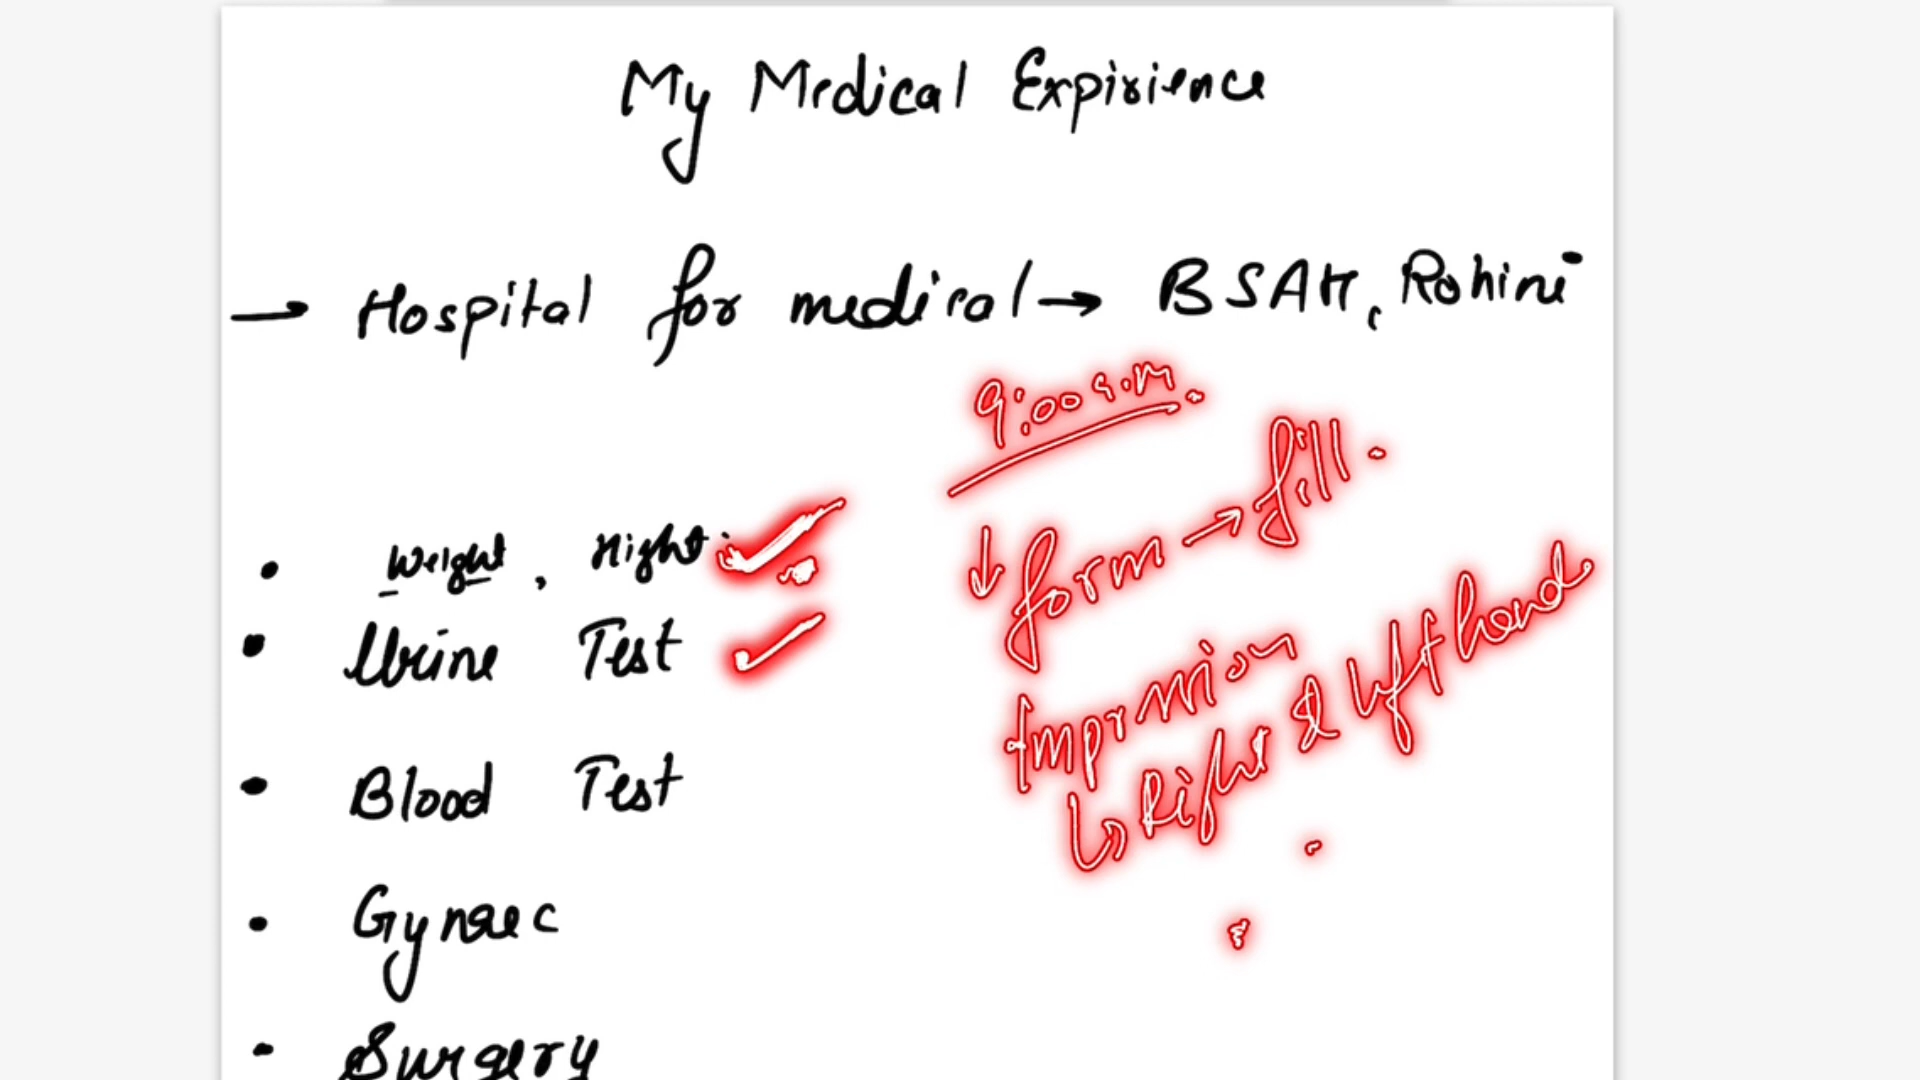 My Medical Expirience
→ Hospital for medical → BSAH, Rohini
9:00 a.m.
↓ form → fill.
• Weight, Hight.
Impression
↳ Right & left hand
• Urine Test
• Blood Test
• Gynaec
• Surgery